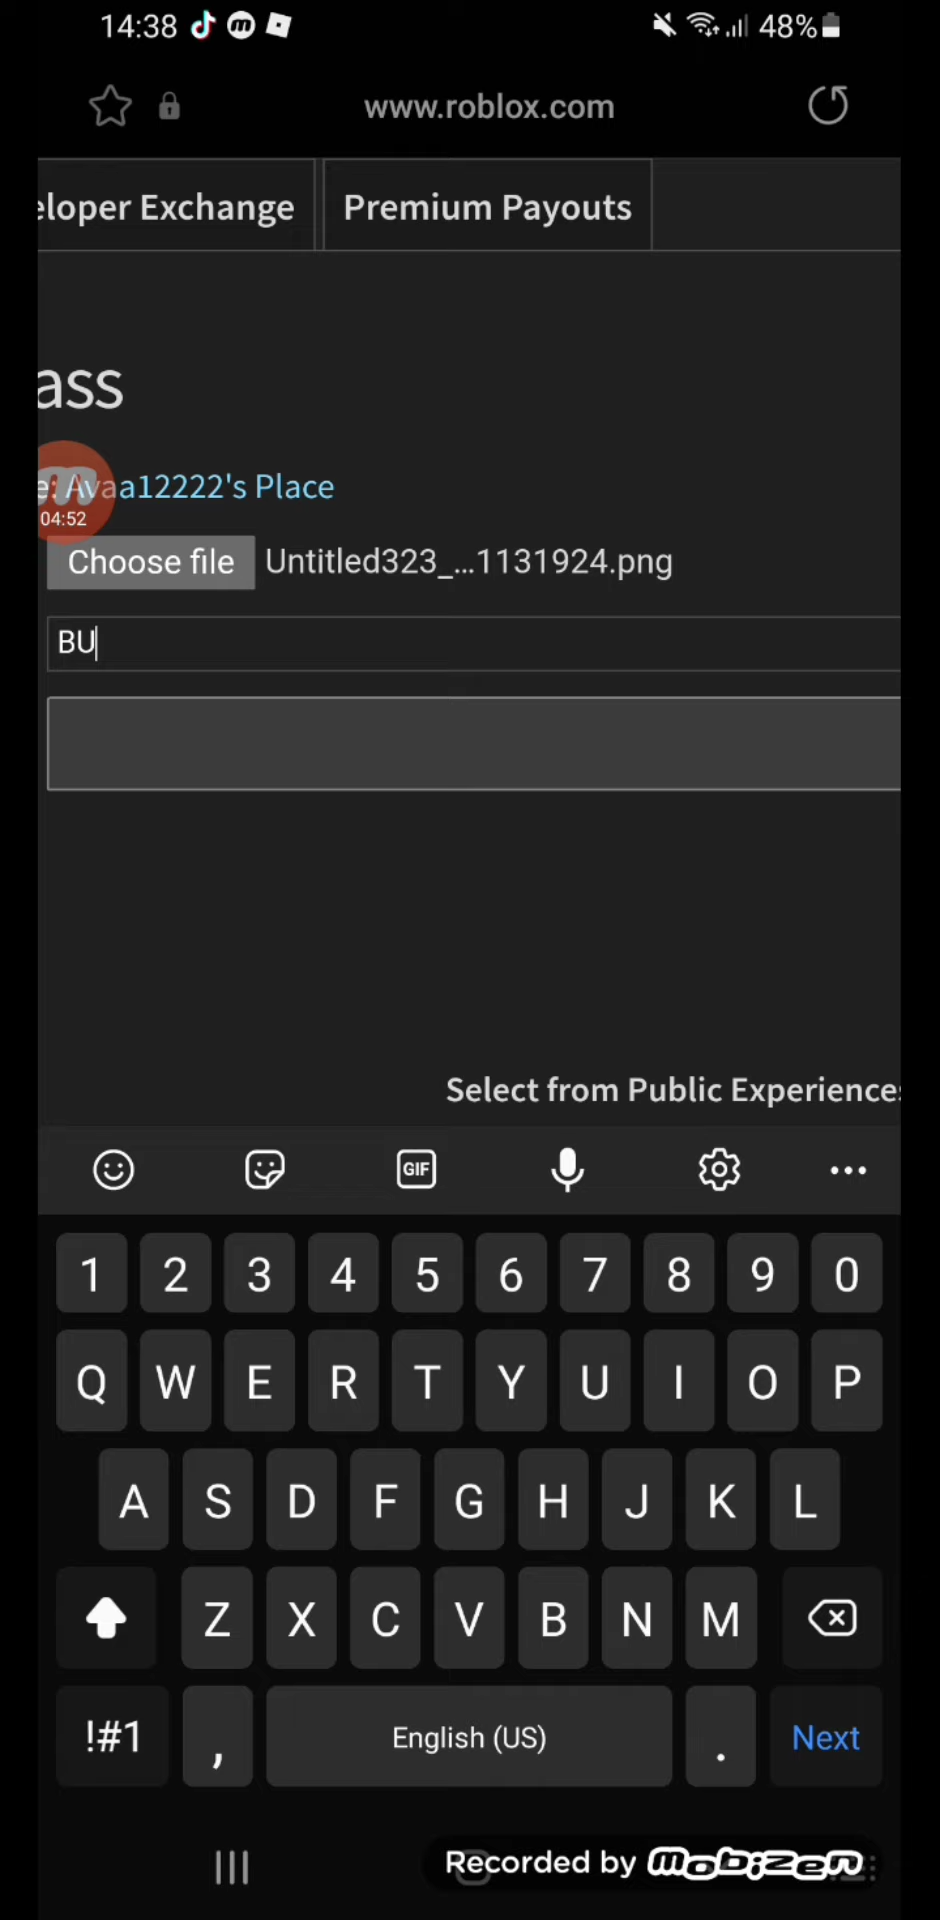 14:38 48%
www.roblox.com
eloper Exchange Premium Payouts
ass
e: Avaa12222's Place
04:52
Choose file Untitled323_...1131924.png
BU
Select from Public Experiences
GIF
1 2 3 4 5 6 7 8 9 0
Q W E R T Y U I O P
A S D F G H J K L
Z X C V B N M
!#1 , English (US) . Next
Recorded by mobizen